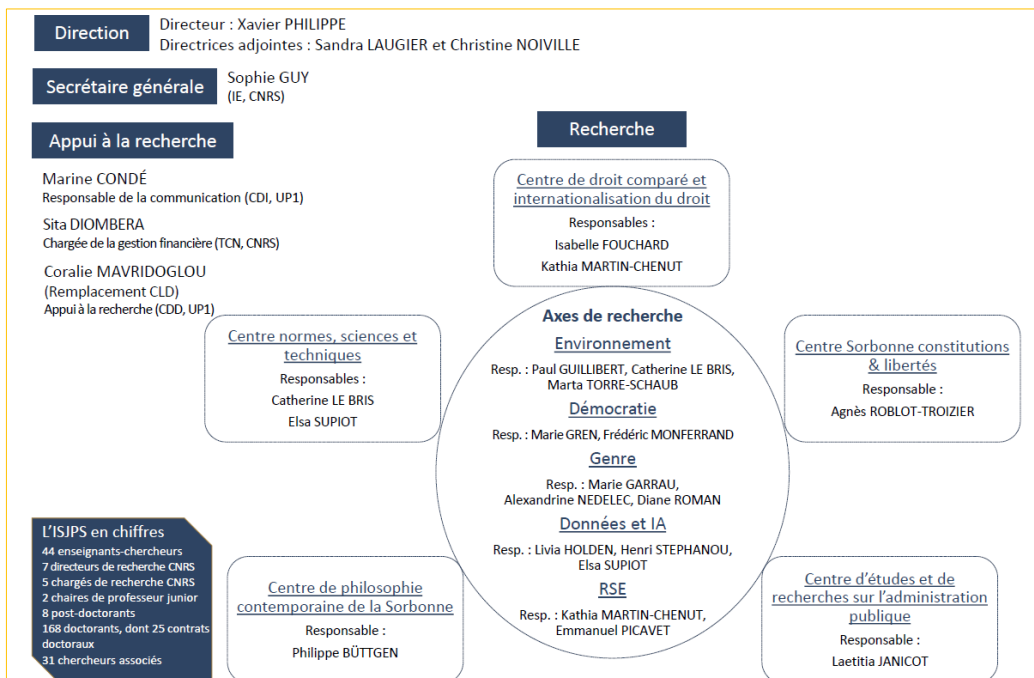 Direction
Directeur : Xavier PHILIPPE
Directrices adjointes : Sandra LAUGIER et Christine NOIVILLE
Secrétaire générale
Sophie GUY
(IE, CNRS)
Appui à la recherche
Marine CONDÉ
Responsable de la communication (CDI, UP1)
Sita DIOMBERA
Chargée de la gestion financière (TCN, CNRS)
Coralie MAVRIDOGLOU
(Remplacement CLD)
Appui à la recherche (CDD, UP1)
Recherche
Centre de droit comparé et
internationalisation du droit
Responsables :
Isabelle FOUCHARD
Kathia MARTIN-CHENUT
Centre normes, sciences et
techniques
Responsables :
Catherine LE BRIS
Elsa SUPIOT
Axes de recherche
Environnement
Resp. : Paul GUILLIBERT, Catherine LE BRIS,
Marta TORRE-SCHAUB
Démocratie
Resp. : Marie GREN, Frédéric MONFERRAND
Genre
Resp. : Marie GARRAU,
Alexandrine NEDELEC, Diane ROMAN
Données et IA
Resp. : Livia HOLDEN, Henri STEPHANOU,
Elsa SUPIOT
RSE
Resp. : Kathia MARTIN-CHENUT,
Emmanuel PICAVET
Centre Sorbonne constitutions
& libertés
Responsable :
Agnès ROBLOT-TROIZIER
L'ISJPS en chiffres
44 enseignants-chercheurs
7 directeurs de recherche CNRS
5 chargés de recherche CNRS
2 chaires de professeur junior
8 post-doctorants
168 doctorants, dont 25 contrats
doctoraux
31 chercheurs associés
Centre de philosophie
contemporaine de la Sorbonne
Responsable :
Philippe BÜTTGEN
Centre d'études et de
recherches sur l'administration
publique
Responsable :
Laetitia JANICOT